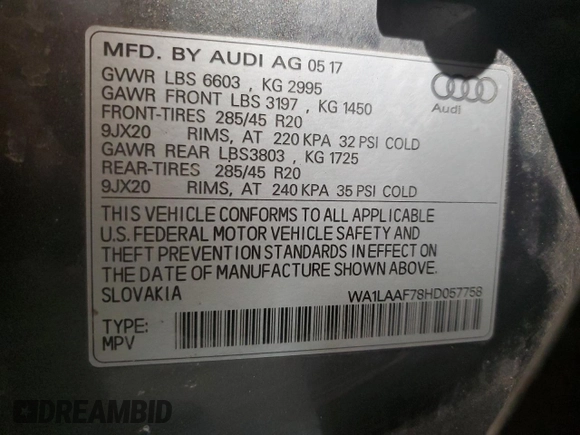 MFD. BY AUDI AG 05 17
GVWR LBS 6603 , KG 2995
GAWR FRONT LBS 3197 , KG 1450
FRONT-TIRES 285/45 R20
9JX20 RIMS, AT 220 KPA 32 PSI COLD
GAWR REAR LBS3803 , KG 1725
REAR-TIRES 285/45 R20
9JX20 RIMS, AT 240 KPA 35 PSI COLD
Audi
THIS VEHICLE CONFORMS TO ALL APPLICABLE
U.S. FEDERAL MOTOR VEHICLE SAFETY AND
THEFT PREVENTION STANDARDS IN EFFECT ON
THE DATE OF MANUFACTURE SHOWN ABOVE.
SLOVAKIA WA1LAAF78HD057758
TYPE:
MPV
DREAMBID